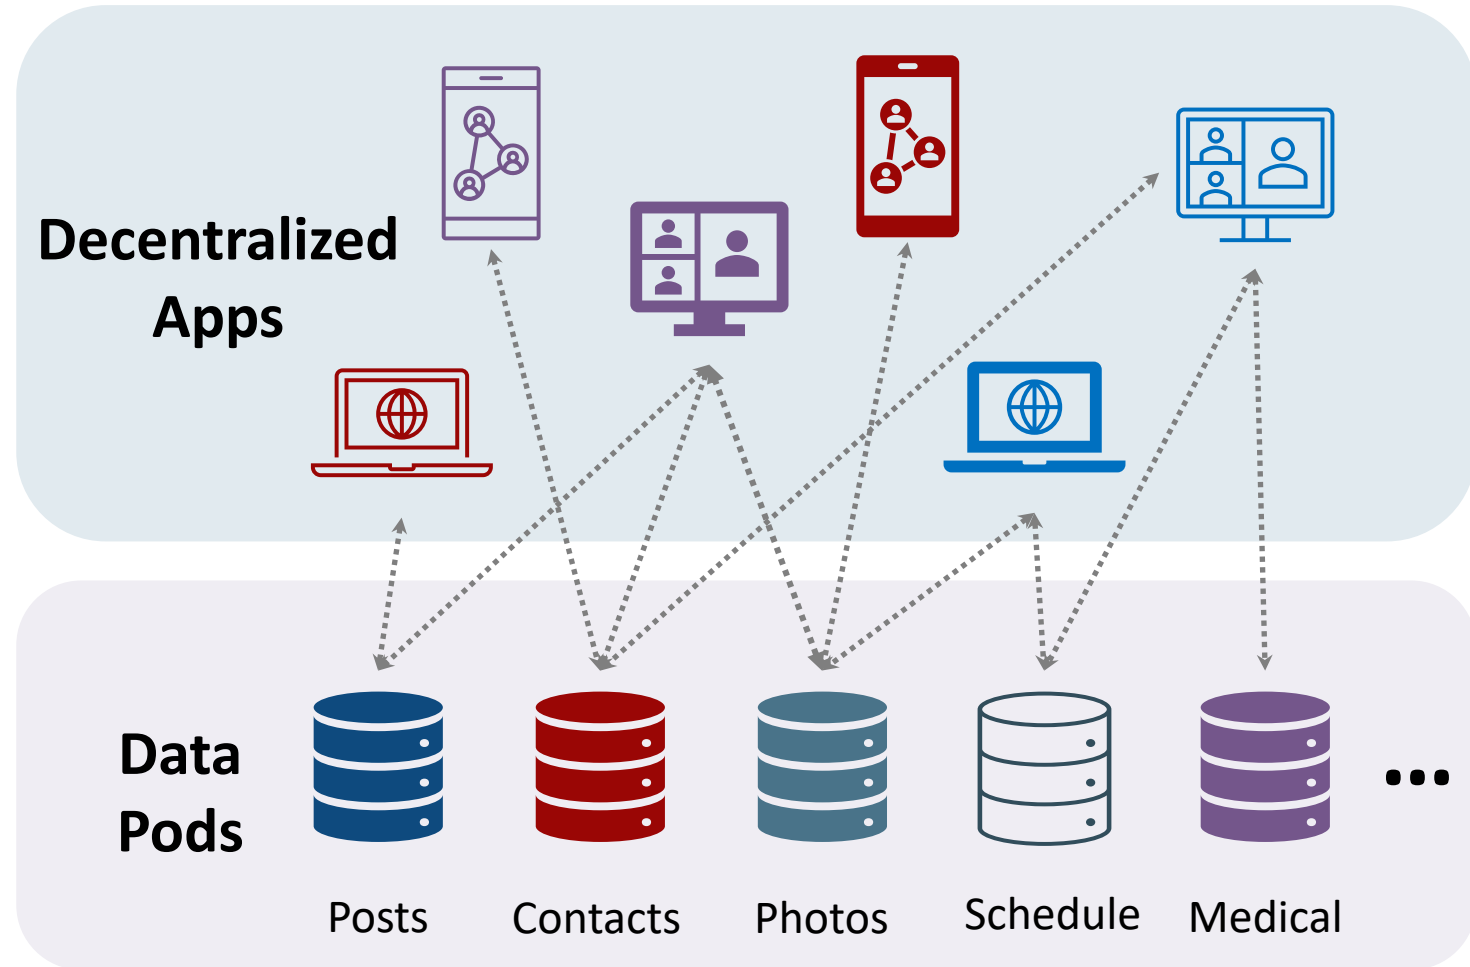 Decentralized
Apps
Data
Pods
...
Posts
Contacts
Photos
Schedule
Medical